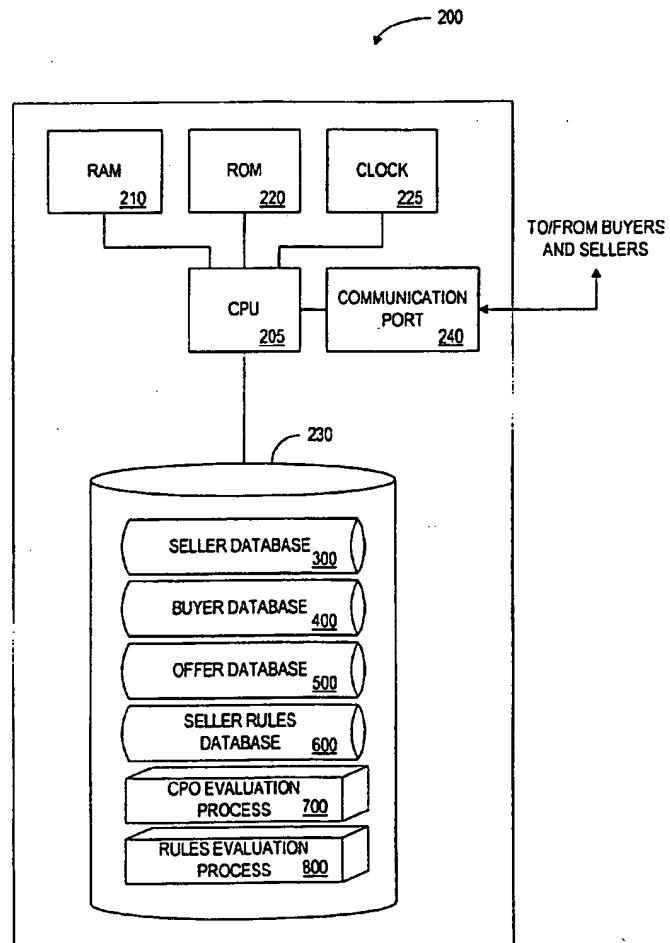 200
RAM
210
ROM
220
CLOCK
225
TO/FROM BUYERS
AND SELLERS
CPU
205
COMMUNICATION
PORT
240
230
SELLER DATABASE
300
BUYER DATABASE
400
OFFER DATABASE
500
SELLER RULES
DATABASE
600
CPO EVALUATION
PROCESS
700
RULES EVALUATION
PROCESS
800